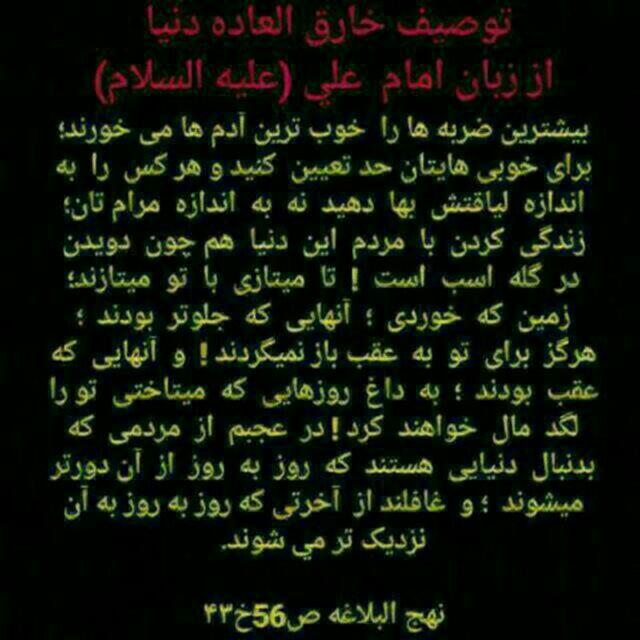 توصیف خارق العاده دنیا
از زبان امام علي (علیه السلام)
بیشترین ضربه ها را خوب ترین آدم ها می خورند؛
برای خوبی هایتان حد تعیین کنید و هر کس را به
اندازه لیاقتش بها دهید نه به اندازه مرام تان؛
زندگی کردن با مردم این دنیا هم چون دویدن
در گله اسب است ! تا میتازی با تو میتازند؛
زمین که خوردی ؛ آنهایی که جلوتر بودند ؛
هرگز برای تو به عقب باز نمیگردند ! و آنهایی که
عقب بودند ؛ به داغ روزهایی که میتاختی تو را
لگد مال خواهند کرد ! در عجبم از مردمی که
بدنبال دنیایی هستند که روز به روز از آن دورتر
میشوند ؛ و غافلند از آخرتی که روز به روز به آن
نزدیک تر می شوند.
نهج البلاغه ص56خ۴۳